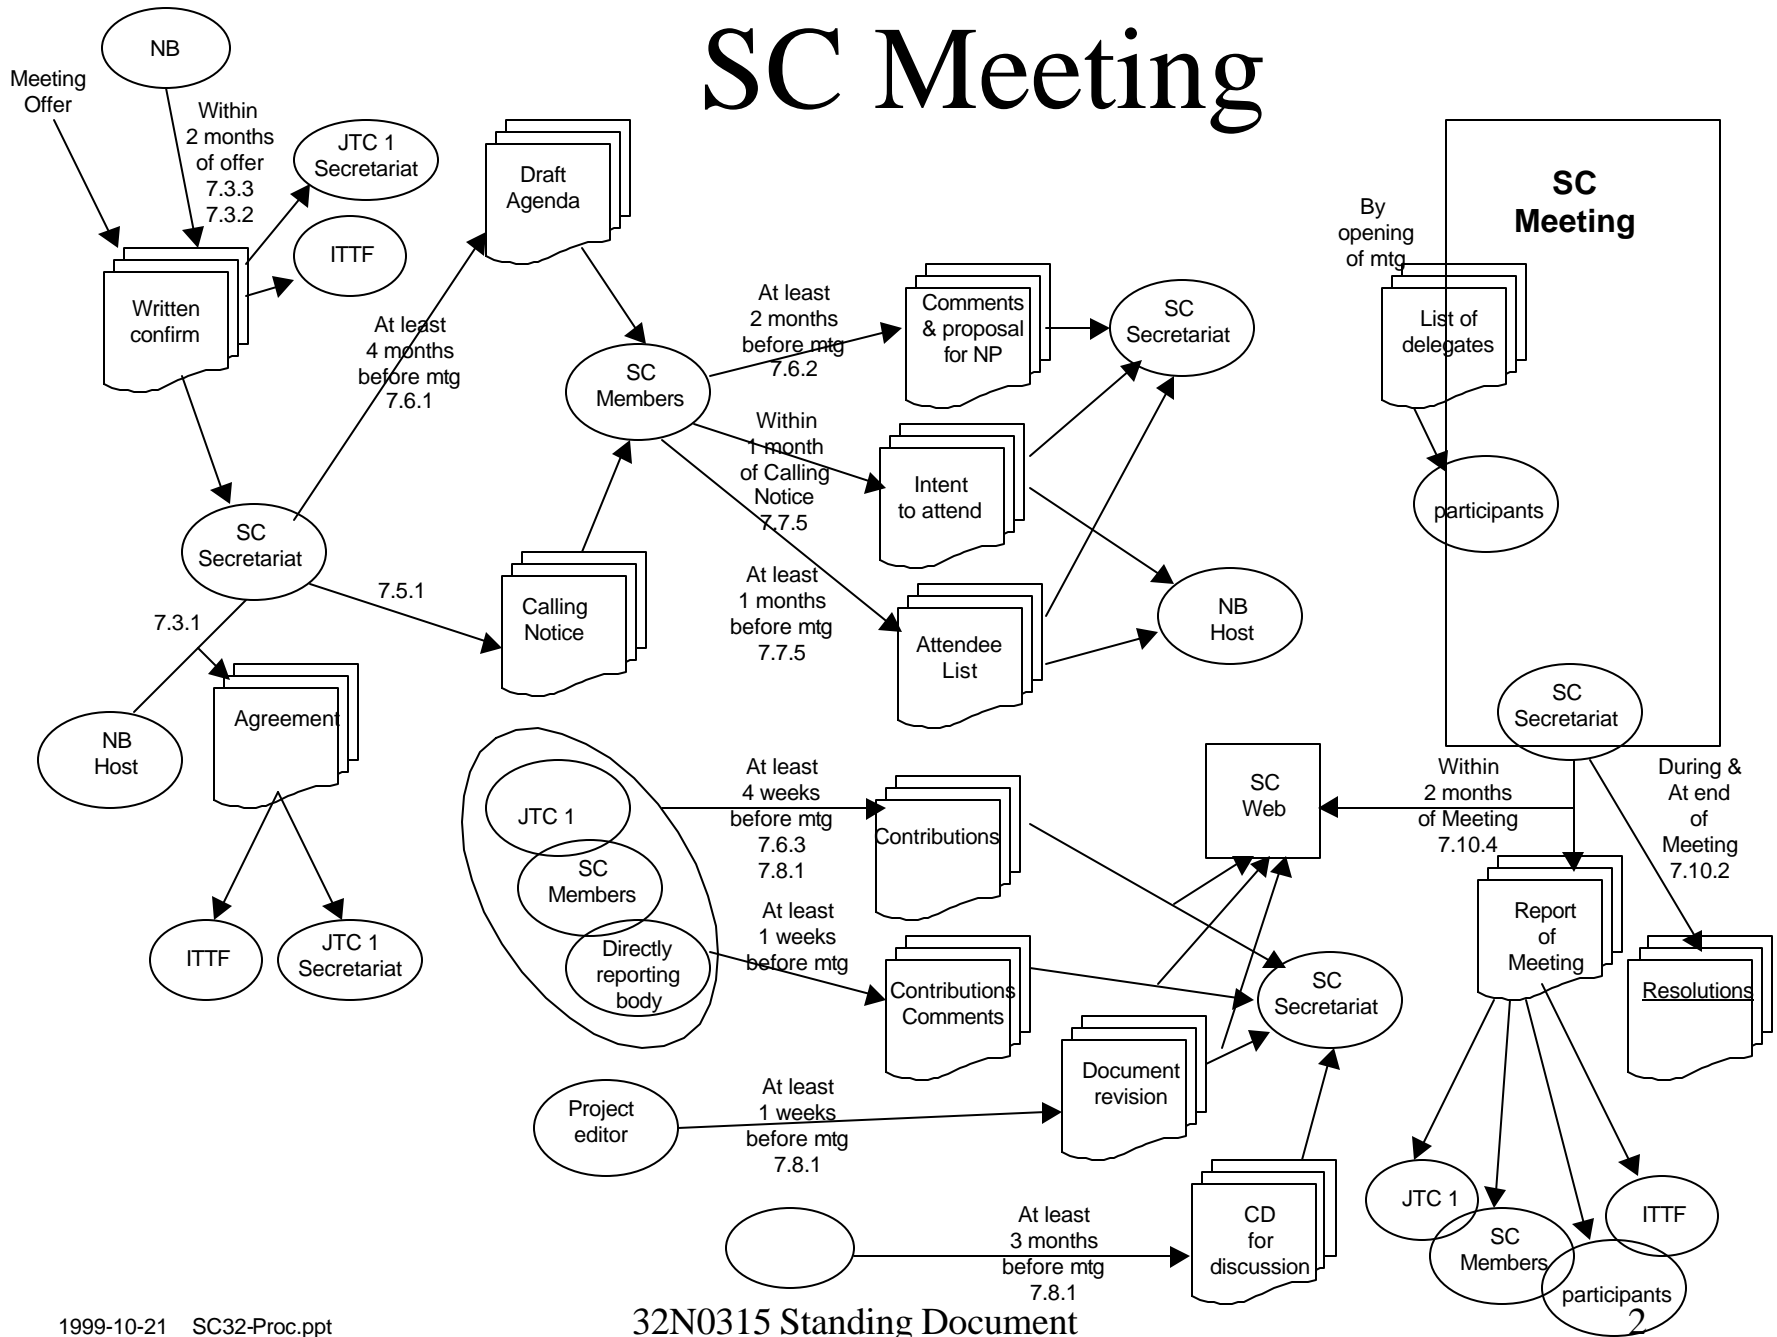 SC Meeting
NB
Meeting
Offer
Within
2 months
of offer
7.3.3
7.3.2
JTC 1
Secretariat
ITTF
Written
confirm
Draft
Agenda
At least
4 months
before mtg
7.6.1
SC
Members
At least
2 months
before mtg
7.6.2
Comments
& proposal
for NP
SC
Secretariat
Within
1 month
of Calling
Notice
7.7.5
Intent
to attend
At least
1 months
before mtg
7.7.5
Attendee
List
NB
Host
SC
Secretariat
7.5.1
Calling
Notice
7.3.1
NB
Host
Agreement
ITTF
JTC 1
Secretariat
SC
Meeting
By
opening
of mtg
List of
delegates
participants
SC
Secretariat
JTC 1
SC
Members
Directly
reporting
body
At least
4 weeks
before mtg
7.6.3
7.8.1
Contributions
At least
1 weeks
before mtg
Contributions
Comments
SC
Web
SC
Secretariat
Project
editor
At least
1 weeks
before mtg
7.8.1
Document
revision
At least
3 months
before mtg
7.8.1
CD
for
discussion
Within
2 months
of Meeting
7.10.4
During &
At end
of
Meeting
7.10.2
Report
of
Meeting
Resolutions
JTC 1
SC
Members
participants
ITTF
1999-10-21 SC32-Proc.ppt
32N0315 Standing Document
2